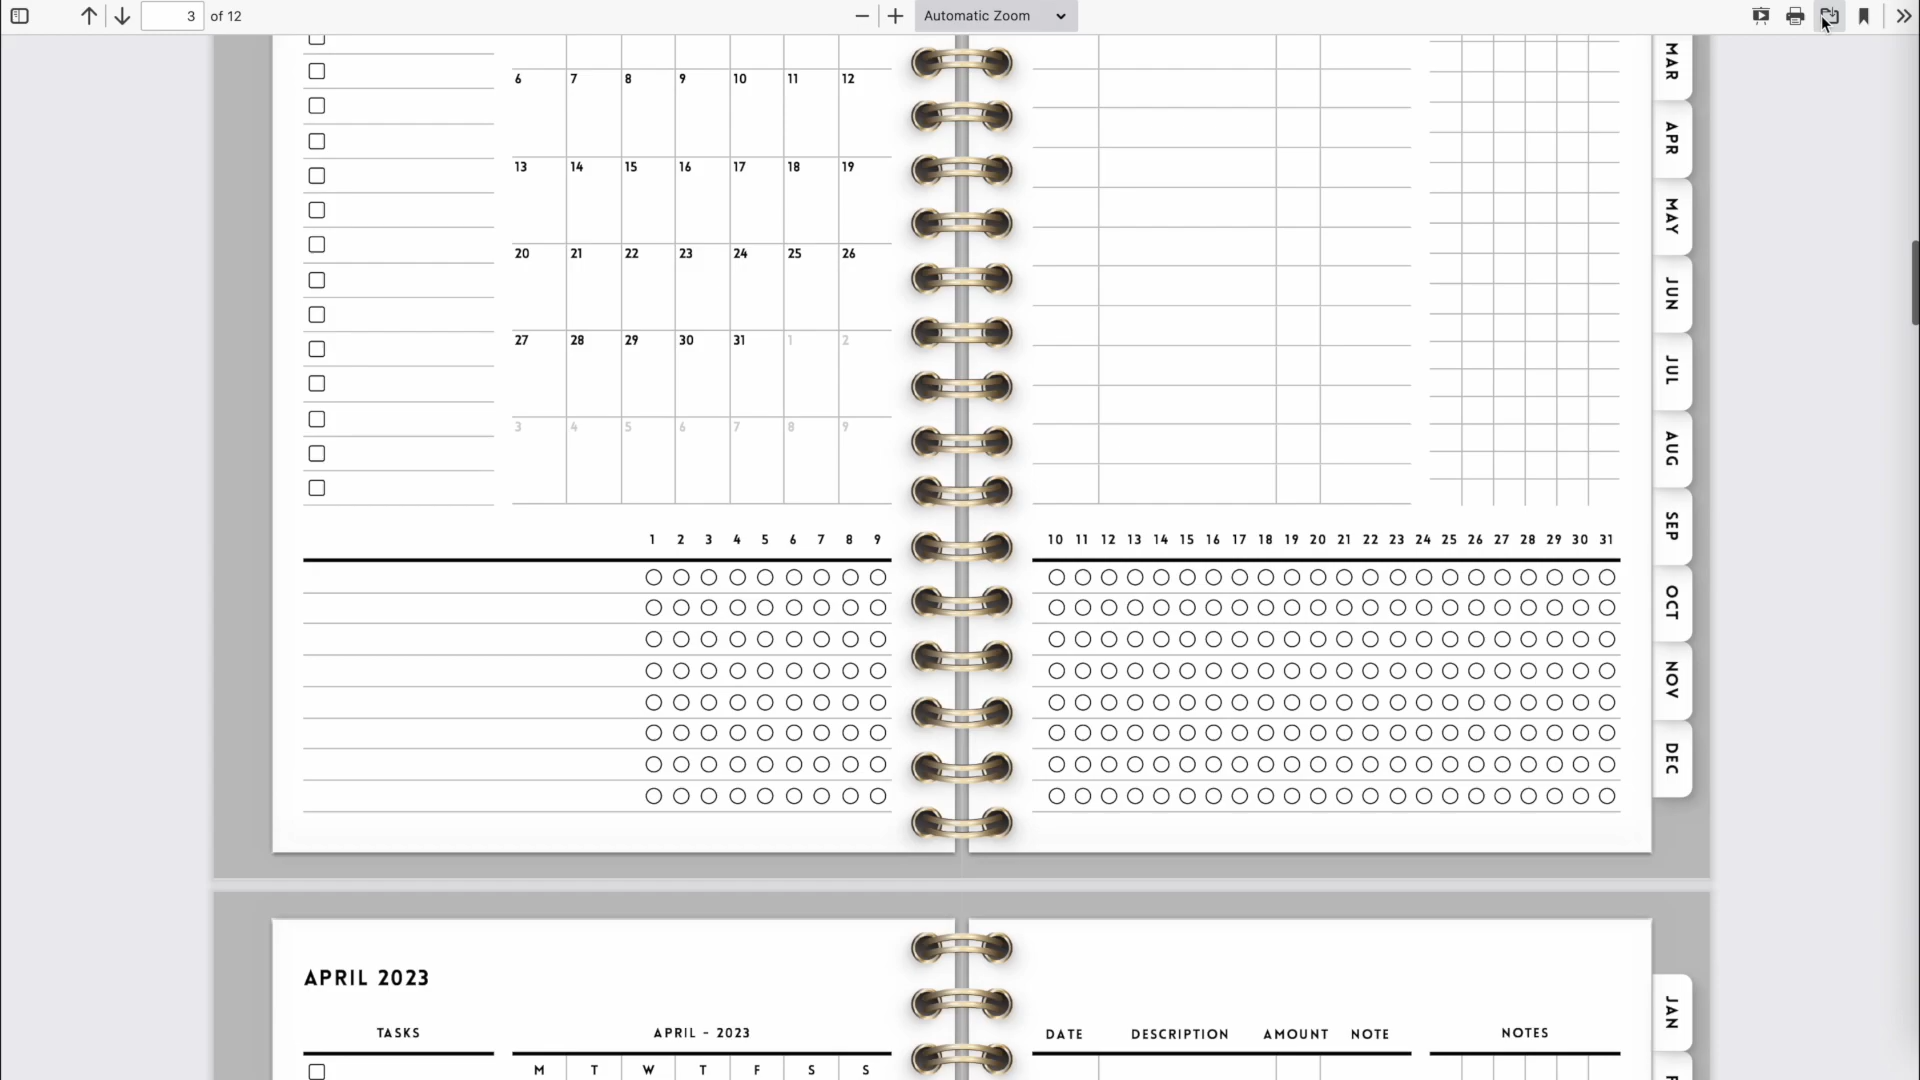 3 of 12 Automatic Zoom
6 7 8 9 10 11 12
13 14 15 16 17 18 19
20 21 22 23 24 25 26
27 28 29 30 31 1 2
3 4 5 6 7 8 9
MAR
APR
MAY
JUN
JUL
AUG
SEP
OCT
NOV
DEC
1 2 3 4 5 6 7 8 9 10 11 12 13 14 15 16 17 18 19 20 21 22 23 24 25 26 27 28 29 30 31
APRIL 2023
TASKS APRIL - 2023 DATE DESCRIPTION AMOUNT NOTE NOTES
M T W T F S S
JAN